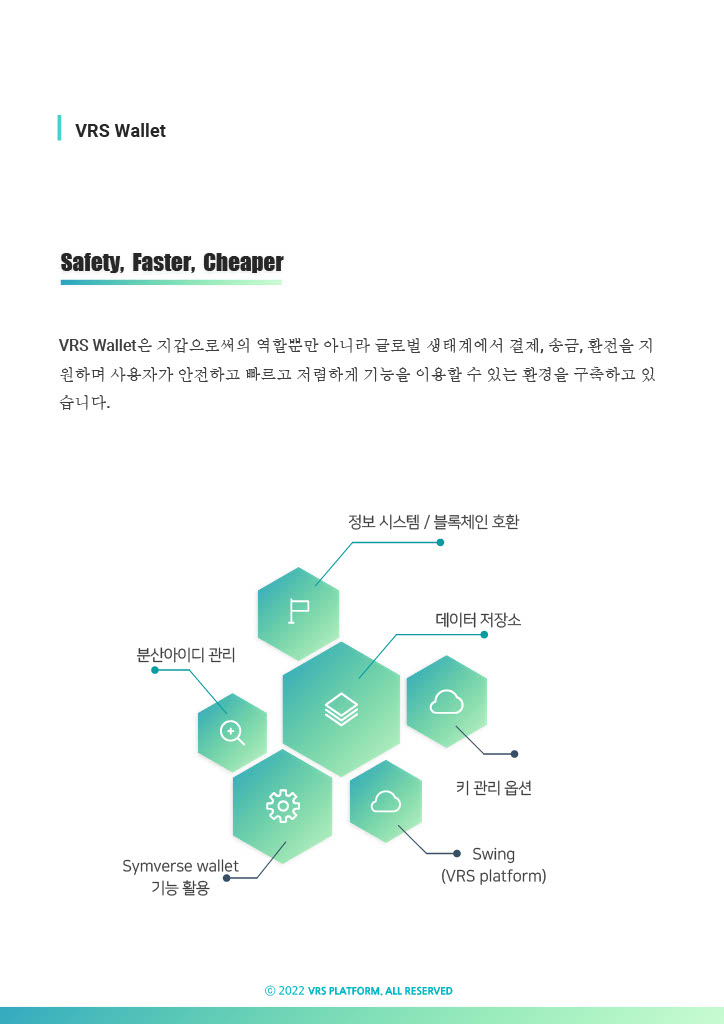 VRS Wallet
Safety, Faster, Cheaper
VRS Wallet은 지갑으로써의 역할뿐만 아니라 글로벌 생태계에서 결제, 송금, 환전을 지
원하며 사용자가 안전하고 빠르고 저렴하게 기능을 이용할 수 있는 환경을 구축하고 있
습니다.
정보 시스템 / 블록체인 호환
데이터 저장소
분산아이디 관리
키 관리 옵션
Swing
(VRS platform)
Symverse wallet
기능 활용
ⓒ 2022 VRS PLATFORM. ALL RESERVED